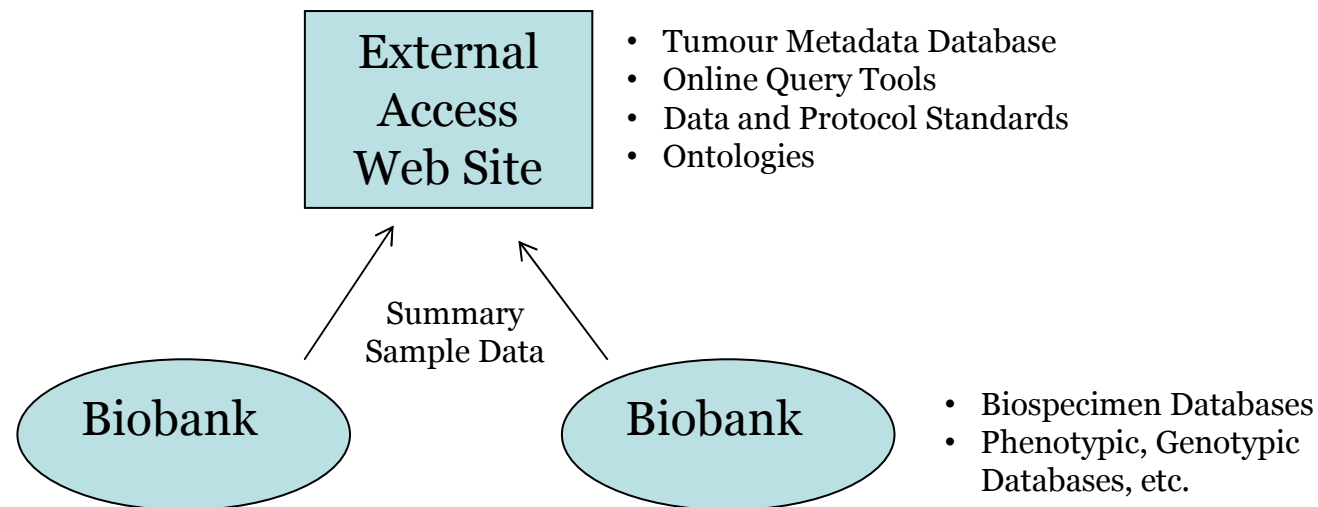 External
Access
Web Site
• Tumour Metadata Database
• Online Query Tools
• Data and Protocol Standards
• Ontologies
Summary
Sample Data
Biobank
Biobank
• Biospecimen Databases
• Phenotypic, Genotypic
Databases, etc.